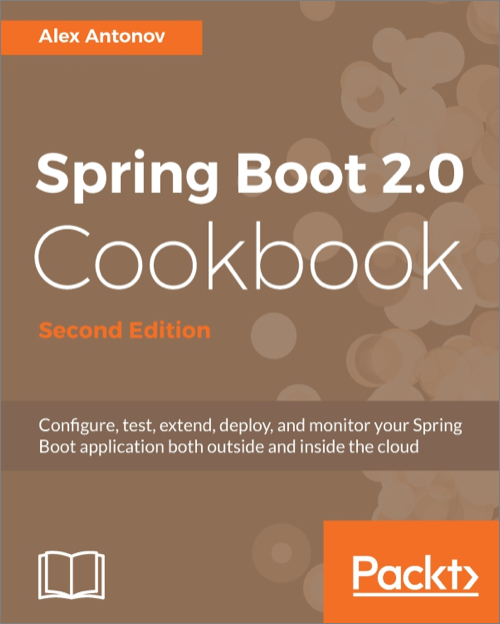 Alex Antonov
Spring Boot 2.0
Cookbook
Second Edition
Configure, test, extend, deploy, and monitor your Spring
Boot application both outside and inside the cloud
Packt>